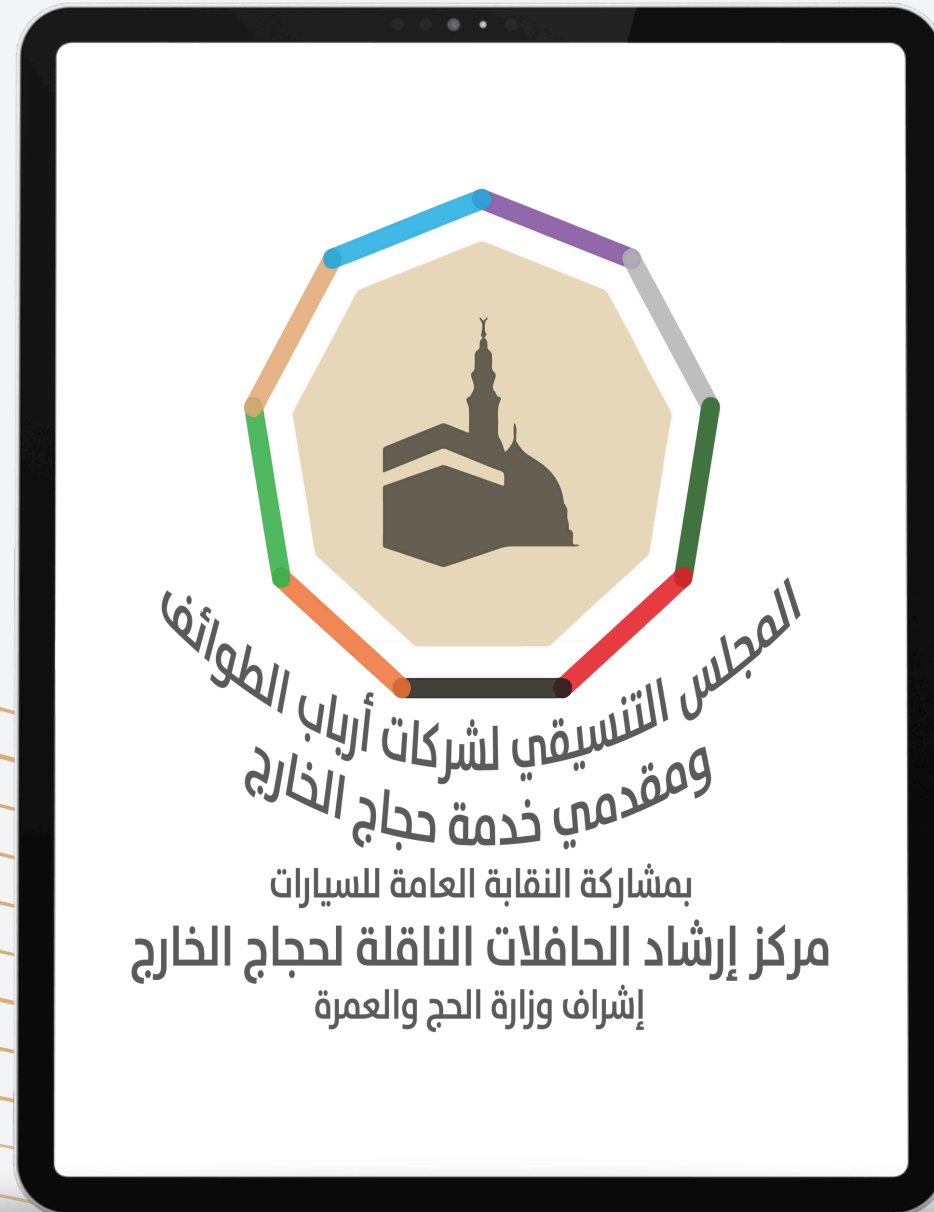 المجلس التنسيقي لشركات أرباب الطوائف
ومقدمي خدمة حجاج الخارج
بمشاركة النقابة العامة للسيارات
مركز إرشاد الحافلات الناقلة لحجاج الخارج
إشراف وزارة الحج والعمرة